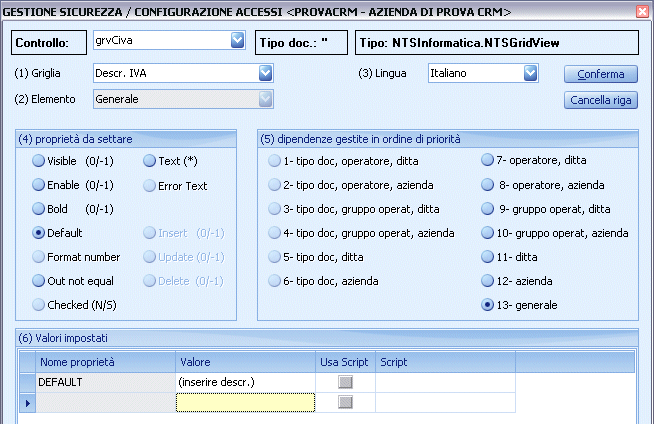 GESTIONE SICUREZZA / CONFIGURAZIONE ACCESSI <PROVACRM - AZIENDA DI PROVA CRM>
Controllo: grvCiva Tipo doc.: '' Tipo: NTSInformatica.NTSGridView
(1) Griglia Descr. IVA (3) Lingua Italiano Conferma
(2) Elemento Generale Cancella riga
(4) proprietà da settare
Visible (0/-1) Text (*)
Enable (0/-1) Error Text
Bold (0/-1)
Default Insert (0/-1)
Format number Update (0/-1)
Out not equal Delete (0/-1)
Checked (N/S)
(5) dipendenze gestite in ordine di priorità
1- tipo doc, operatore, ditta 7- operatore, ditta
2- tipo doc, operatore, azienda 8- operatore, azienda
3- tipo doc, gruppo operat, ditta 9- gruppo operat, ditta
4- tipo doc, gruppo operat, azienda 10- gruppo operat, azienda
5- tipo doc, ditta 11- ditta
6- tipo doc, azienda 12- azienda
13- generale
(6) Valori impostati
Nome proprietà Valore Usa Script Script
DEFAULT (inserire descr.)